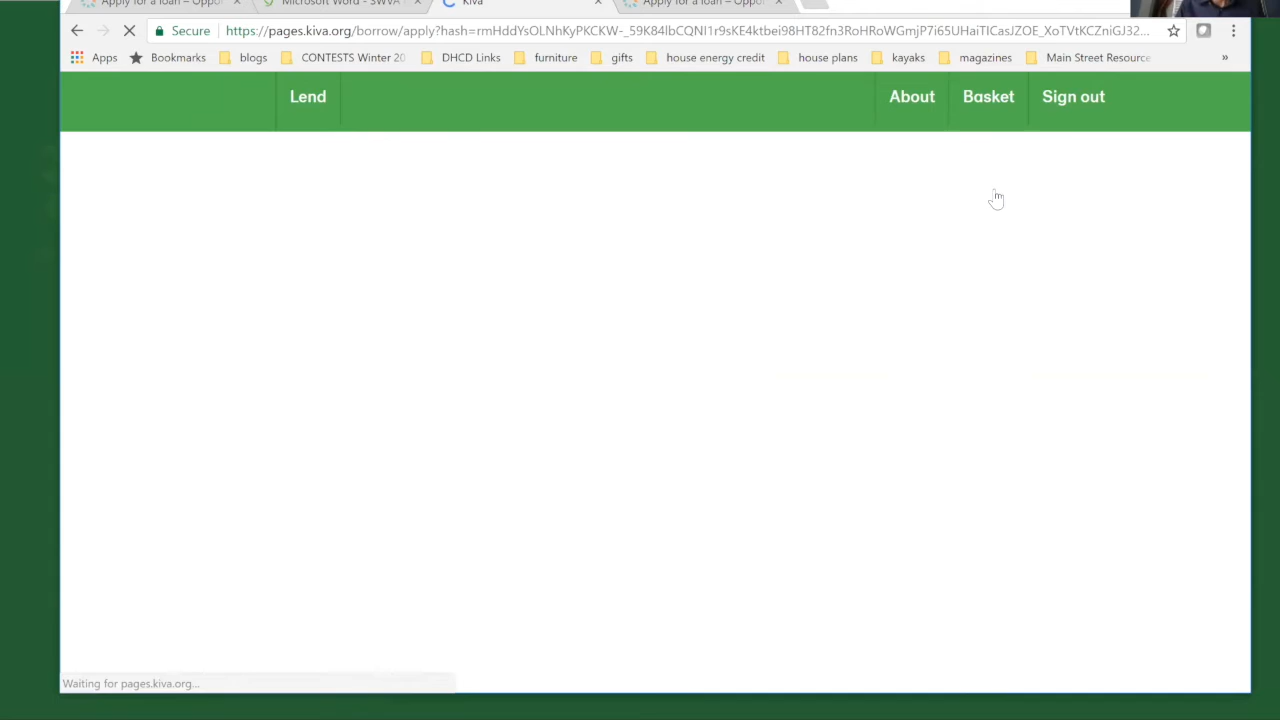 Apply for a loan – Oppo
Microsoft Word - SWVA
Kiva
Apply for a loan – Oppo
Secure
https://pages.kiva.org/borrow/apply?hash=
Apps
Bookmarks
blogs
CONTESTS Winter 20
DHCD Links
furniture
gifts
house energy credit
house plans
kayaks
magazines
Main Street Resource
»
Lend
About
Basket
Sign out
Waiting for pages.kiva.org...